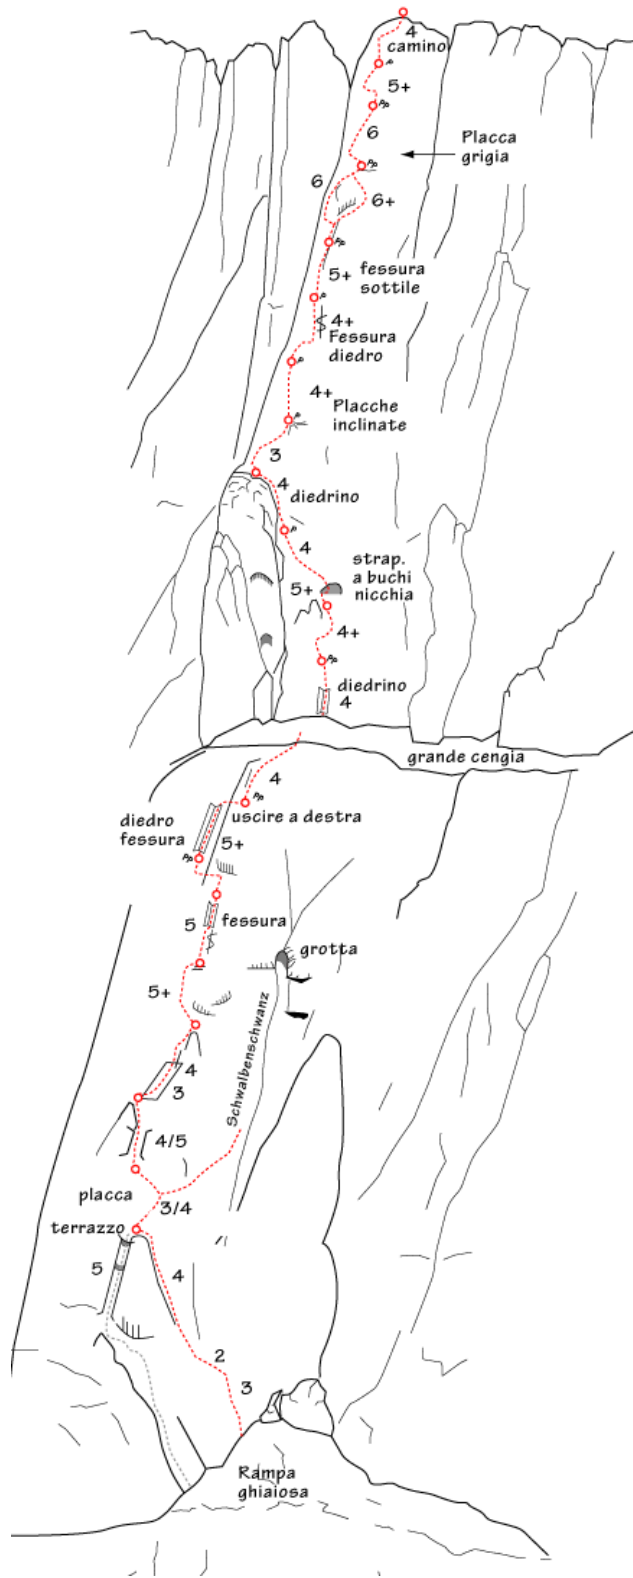 4
camino
5+
6
Placca
grigia
6
6+
5+
fessura
sottile
4+
Fessura
diedro
4+
Placche
inclinate
3
4
diedrino
4
strap.
a buchi
nicchia
5+
4+
diedrino
4
grande cengia
4
uscire a destra
diedro
fessura
5+
5
fessura
grotta
5+
Schwalbenschwanz
4
3
4/5
placca
3/4
terrazzo
5
4
2
3
Rampa
ghiaiosa